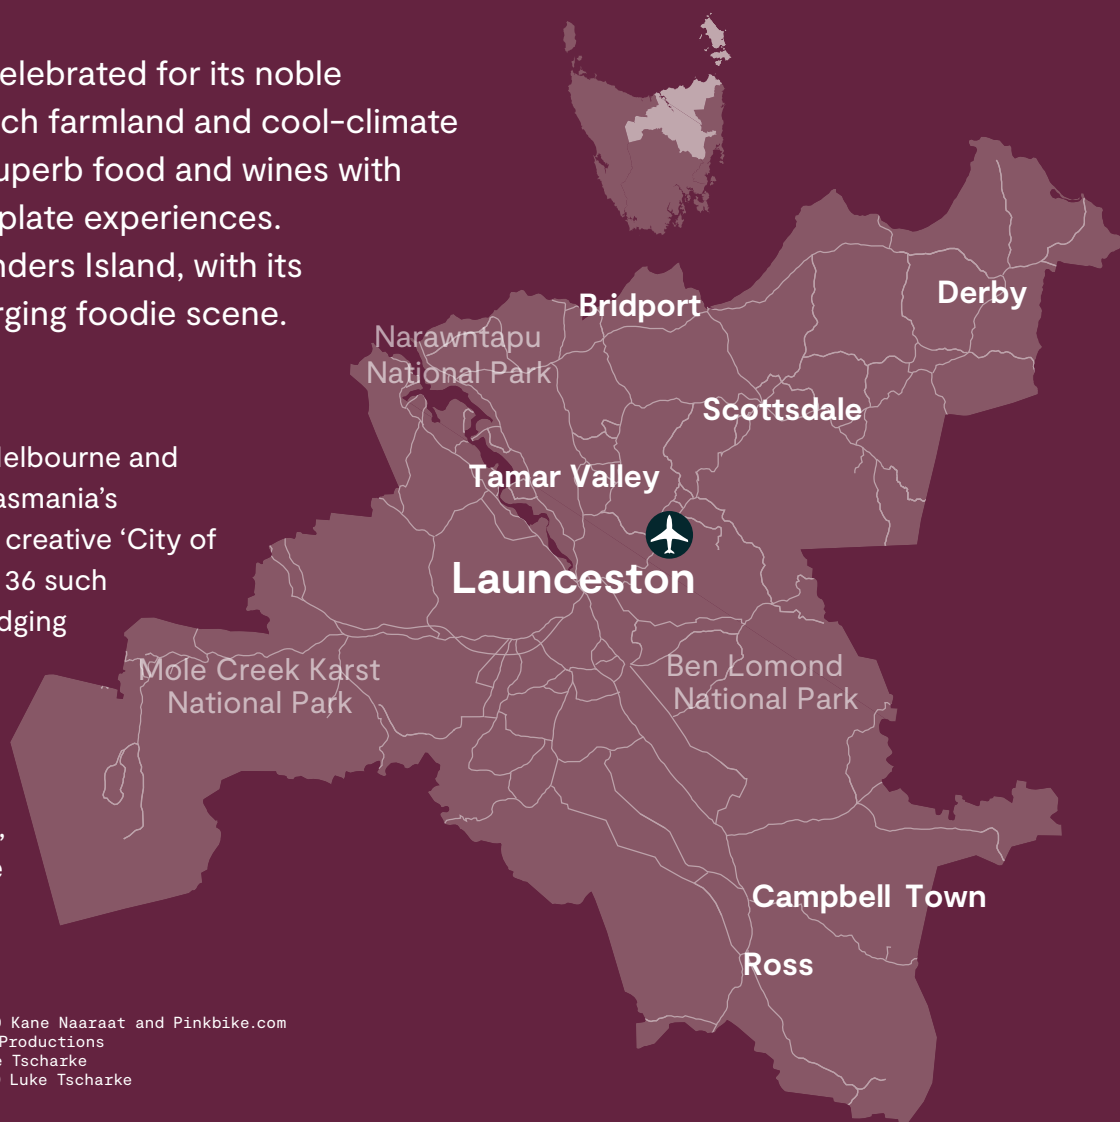 elebrated for its noble
ch farmland and cool-climate
uperb food and wines with
plate experiences.
nders Island, with its
rging foodie scene.
elbourne and
asmania’s
creative ‘City of
36 such
dging
,
e
Kane Naaraat and Pinkbike.com
Productions
e Tscharke
Luke Tscharke
Bridport
Derby
Narawntapu
National Park
Scottsdale
Tamar Valley
Launceston
Mole Creek Karst
National Park
Ben Lomond
National Park
Campbell Town
Ross